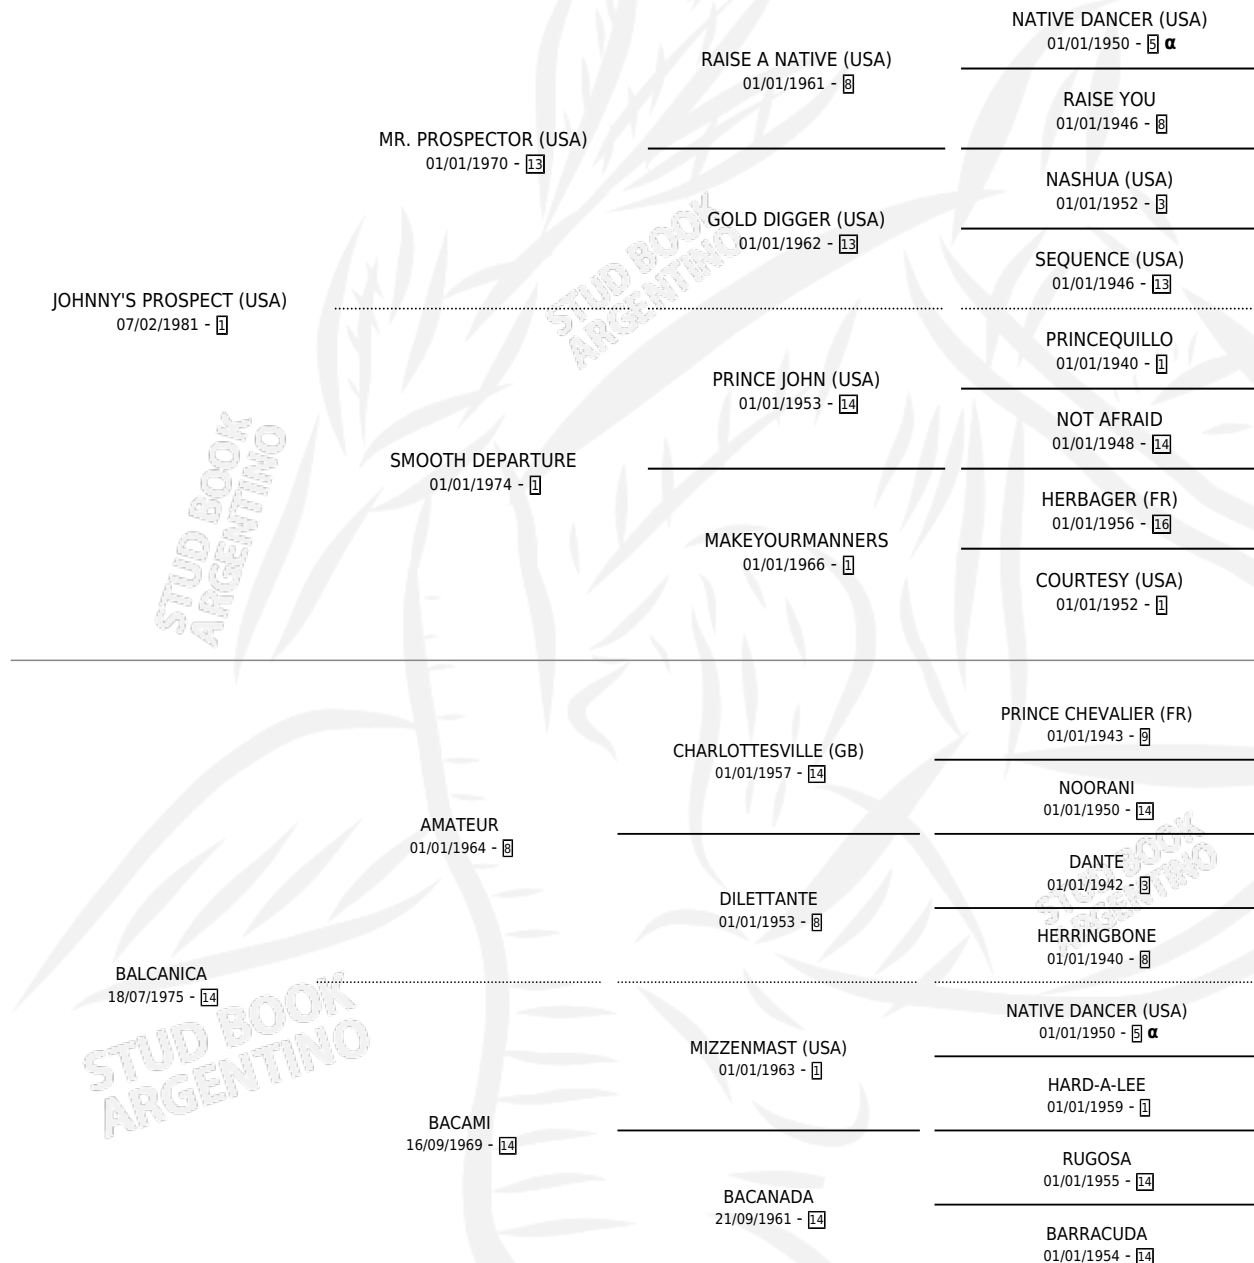 NATIVE DANCER (USA)
01/01/1950 - 5 α
RAISE A NATIVE (USA)
01/01/1961 - 8
RAISE YOU
01/01/1946 - 8
MR. PROSPECTOR (USA)
01/01/1970 - 13
NASHUA (USA)
01/01/1952 - 3
GOLD DIGGER (USA)
01/01/1962 - 13
SEQUENCE (USA)
01/01/1946 - 13
JOHNNY'S PROSPECT (USA)
07/02/1981 - 1
PRINCEQUILLO
01/01/1940 - 1
PRINCE JOHN (USA)
01/01/1953 - 14
NOT AFRAID
01/01/1948 - 14
SMOOTH DEPARTURE
01/01/1974 - 1
HERBAGER (FR)
01/01/1956 - 16
MAKEYOURMANNERS
01/01/1966 - 1
COURTESY (USA)
01/01/1952 - 1
PRINCE CHEVALIER (FR)
01/01/1943 - 9
CHARLOTTESVILLE (GB)
01/01/1957 - 14
NOORANI
01/01/1950 - 14
AMATEUR
01/01/1964 - 8
DANTE
01/01/1942 - 3
DILETTANTE
01/01/1953 - 8
HERRINGBONE
01/01/1940 - 8
BALCANICA
18/07/1975 - 14
NATIVE DANCER (USA)
01/01/1950 - 5 α
MIZZENMAST (USA)
01/01/1963 - 1
HARD-A-LEE
01/01/1959 - 1
BACAMI
16/09/1969 - 14
RUGOSA
01/01/1955 - 14
BACANADA
21/09/1961 - 14
BARRACUDA
01/01/1954 - 14
STUD BOOK
ARGENTINO
STUD BOOK
ARGENTINO
STUD BOOK
ARGENTINO
STUD BOOK
ARGENTINO